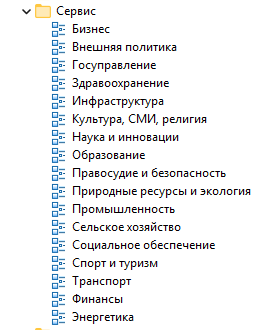 Сервис
Бизнес
Внешняя политика
Госуправление
Здравоохранение
Инфраструктура
Культура, СМИ, религия
Наука и инновации
Образование
Правосудие и безопасность
Природные ресурсы и экология
Промышленность
Сельское хозяйство
Социальное обеспечение
Спорт и туризм
Транспорт
Финансы
Энергетика